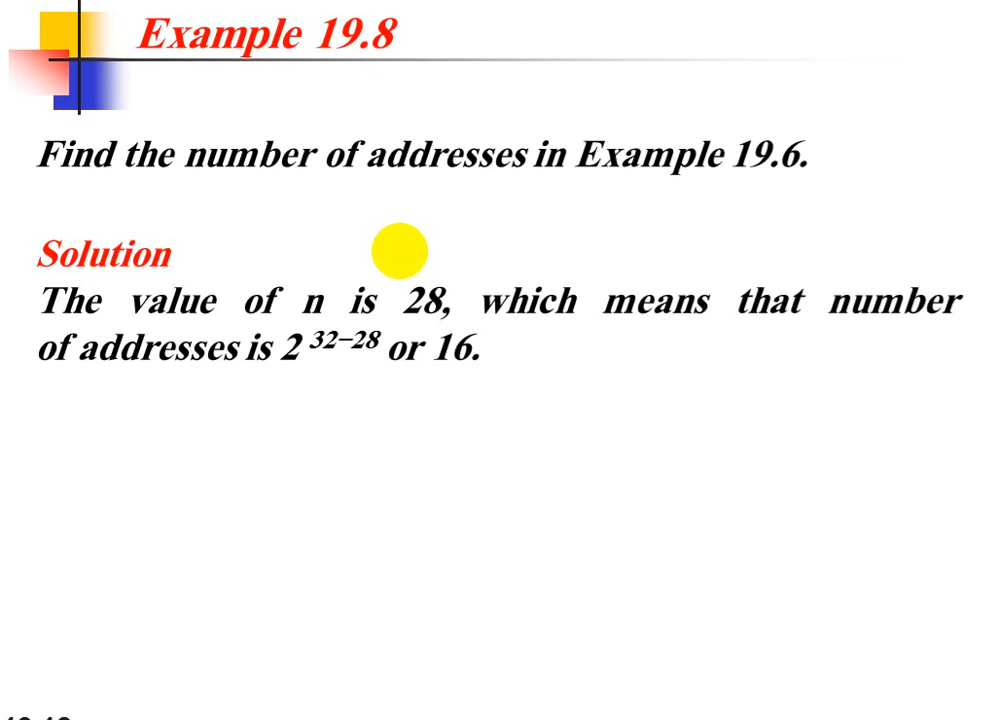 Example 19.8
Find the number of addresses in Example 19.6.
Solution
The value of n is 28, which means that number
of addresses is 2 ³²⁻²⁸ or 16.